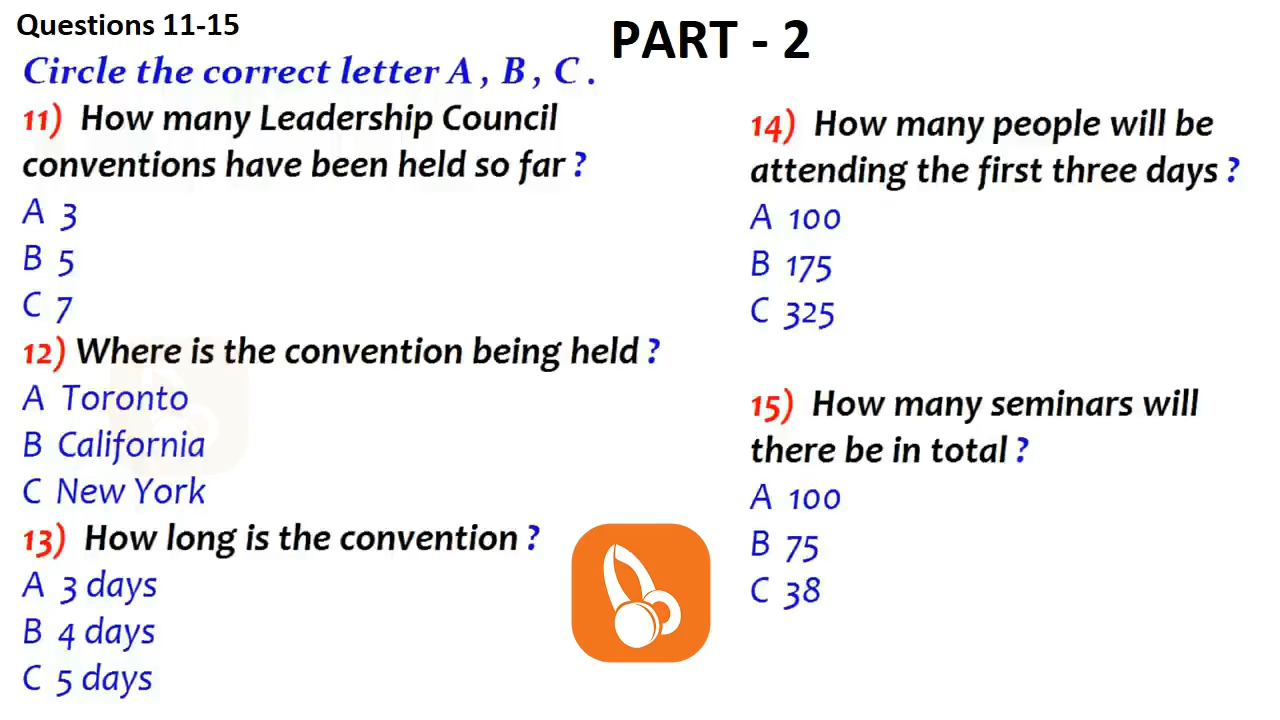 Questions 11-15
PART - 2
Circle the correct letter A , B , C .
11) How many Leadership Council
conventions have been held so far ?
A 3
B 5
C 7
12) Where is the convention being held ?
A Toronto
B California
C New York
13) How long is the convention ?
A 3 days
B 4 days
C 5 days
14) How many people will be
attending the first three days ?
A 100
B 175
C 325
15) How many seminars will
there be in total ?
A 100
B 75
C 38